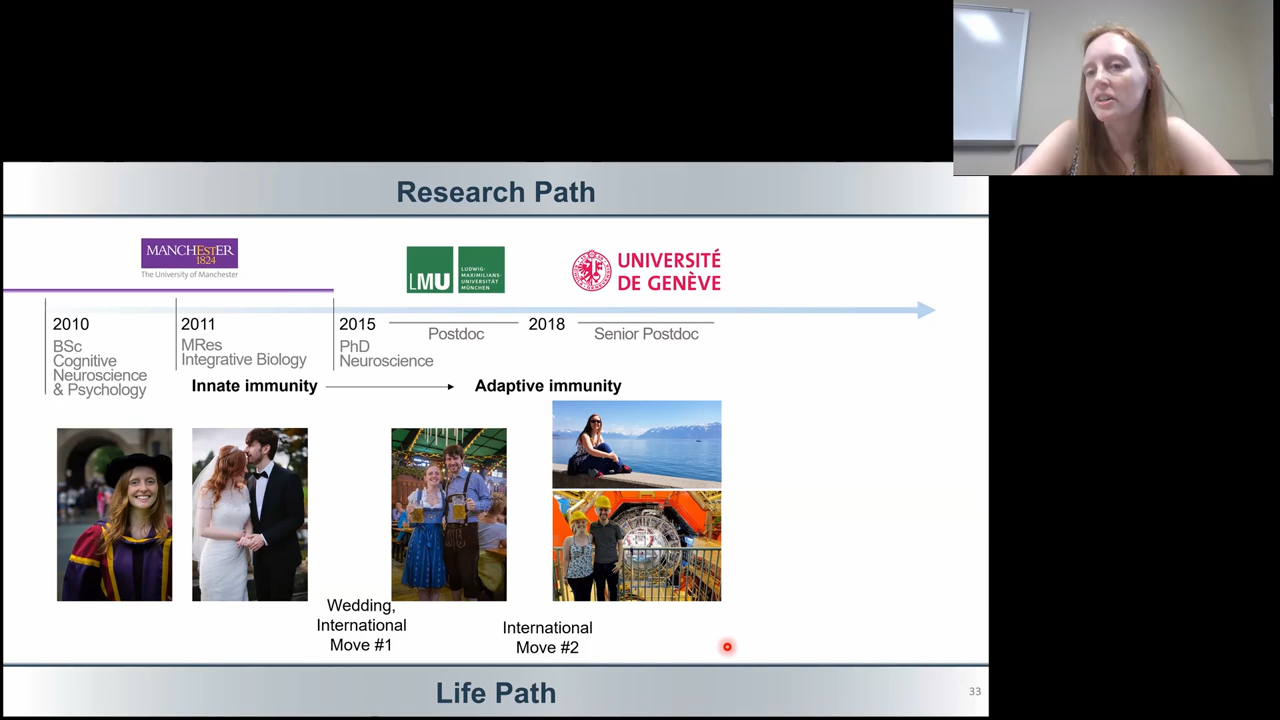 Research Path
MANCHESTER
1824
The University of Manchester
LMU
LUDWIG-
MAXIMILIANS-
UNIVERSITÄT
MÜNCHEN
UNIVERSITÉ
DE GENÈVE
2010
BSc
Cognitive
Neuroscience
& Psychology
2011
MRes
Integrative Biology
2015
PhD
Neuroscience
Postdoc
2018
Senior Postdoc
Innate immunity
Adaptive immunity
Wedding,
International
Move #1
International
Move #2
Life Path
33